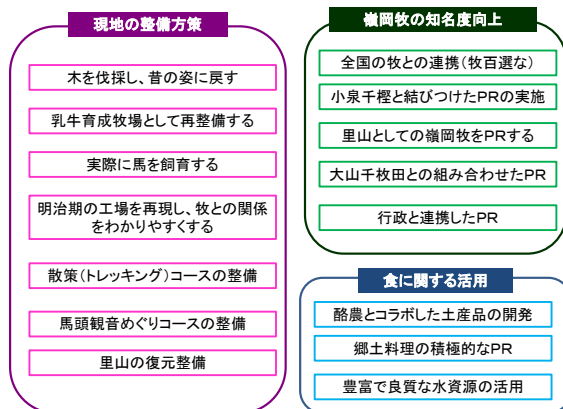 現地の整備方策
木を伐採し、昔の姿に戻す
乳牛育成牧場として再整備する
実際に馬を飼育する
明治期の工場を再現し、牧との関係
をわかりやすくする
散策(トレッキング)コースの整備
馬頭観音めぐりコースの整備
里山の復元整備
嶺岡牧の知名度向上
全国の牧との連携(牧百選な)
小泉千樫と結びつけたPRの実施
里山としての嶺岡牧をPRする
大山千枚田との組み合わせたPR
行政と連携したPR
食に関する活用
酪農とコラボした土産品の開発
郷土料理の積極的なPR
豊富で良質な水資源の活用